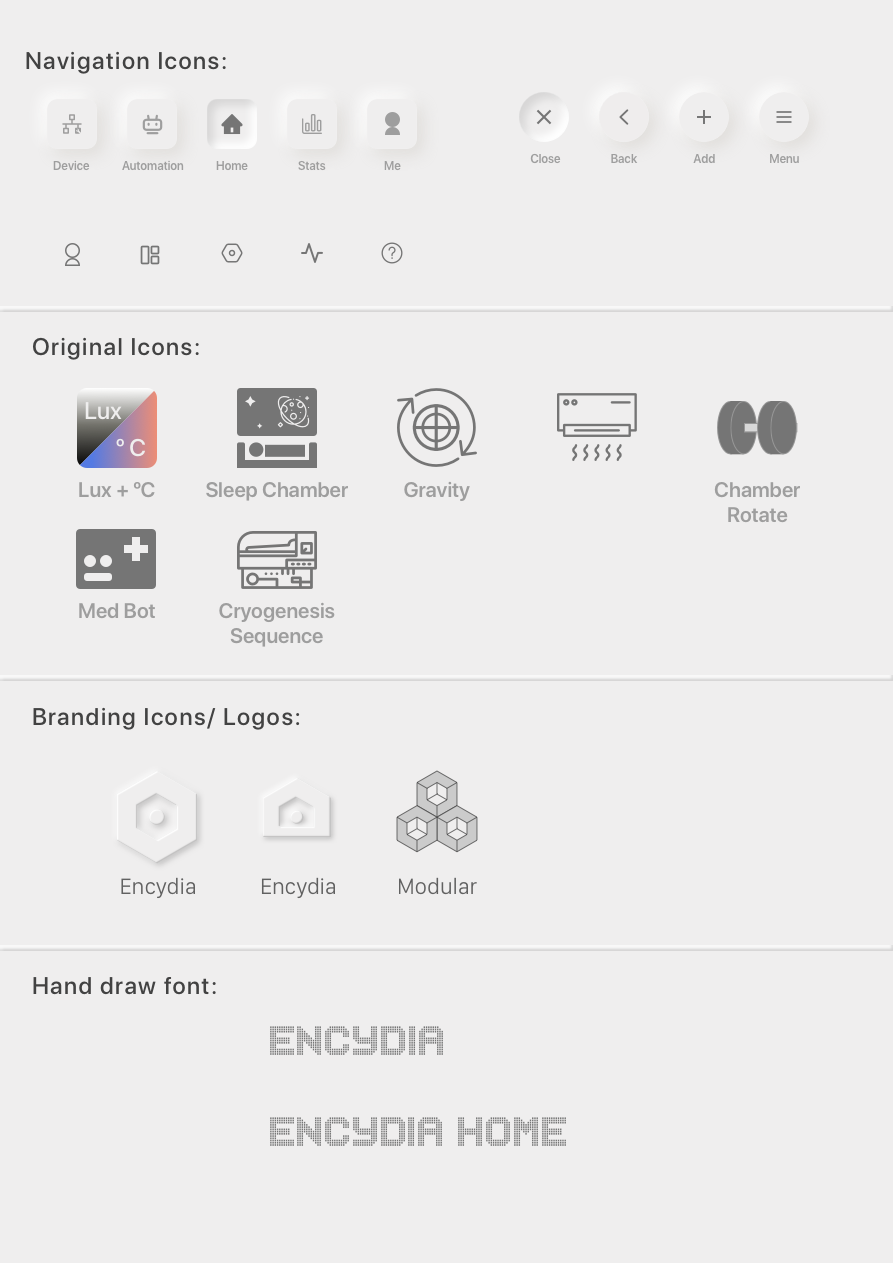 Navigation Icons:
Device
Automation
Home
Stats
Me
Close
Back
Add
Menu
?
Original Icons:
Lux
°C
Lux + °C
Sleep Chamber
Gravity
Chamber
Rotate
Med Bot
Cryogenesis
Sequence
Branding Icons/ Logos:
Encydia
Encydia
Modular
Hand draw font:
ENCYDIA
ENCYDIA HOME